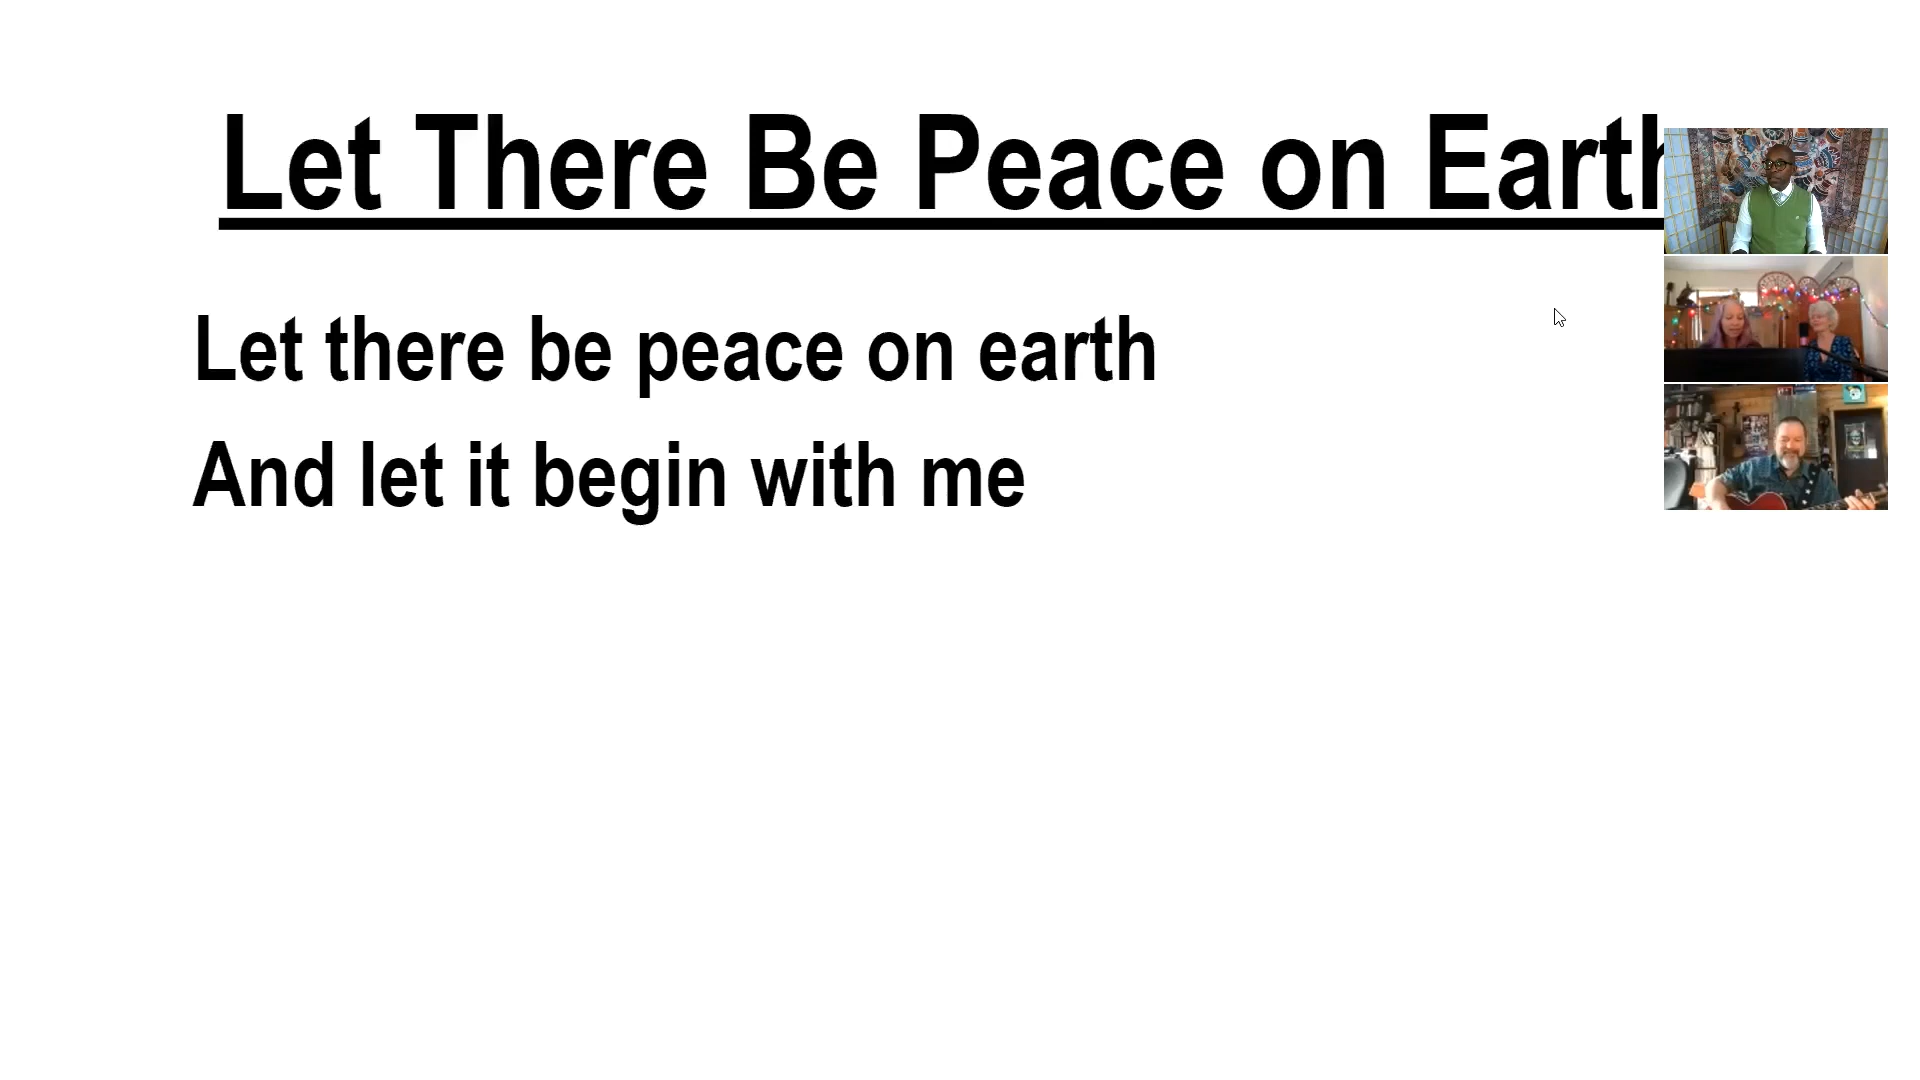 Let There Be Peace on Earth
Let there be peace on earth
And let it begin with me